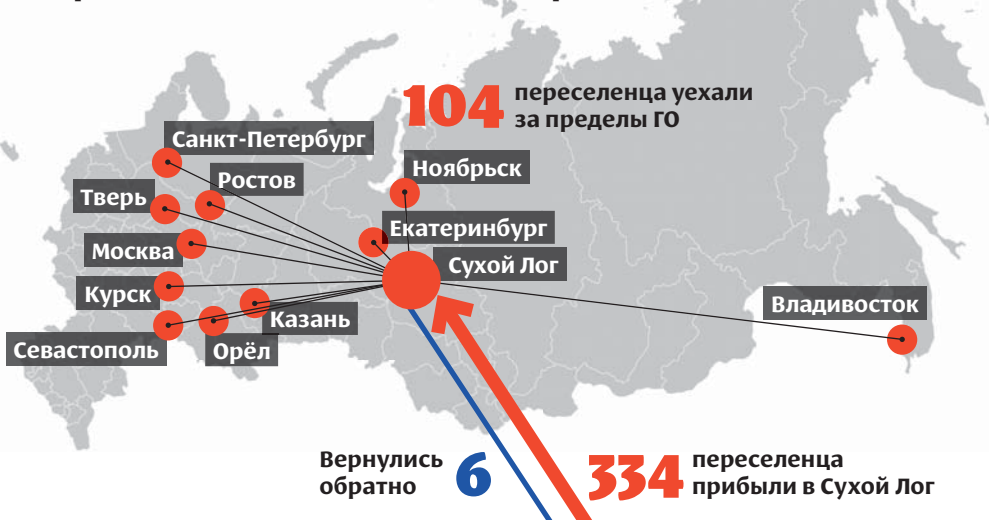 104 переселенца уехали
за пределы ГО
Санкт-Петербург
Ноябрьск
Ростов
Тверь
Екатеринбург
Москва
Сухой Лог
Курск
Владивосток
Казань
Севастополь
Орёл
Вернулись
обратно
6
334
переселенца
прибыли в Сухой Лог